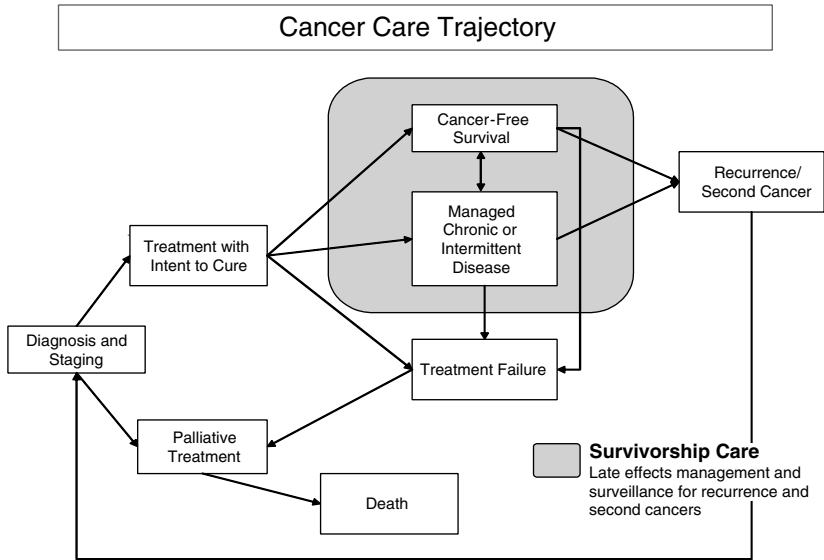 Cancer Care Trajectory
Cancer-Free
Survival
Recurrence/
Second Cancer
Managed
Chronic or
Intermittent
Disease
Treatment with
Intent to Cure
Diagnosis and
Staging
Treatment Failure
Palliative
Treatment
Death
Survivorship Care
Late effects management and
surveillance for recurrence and
second cancers